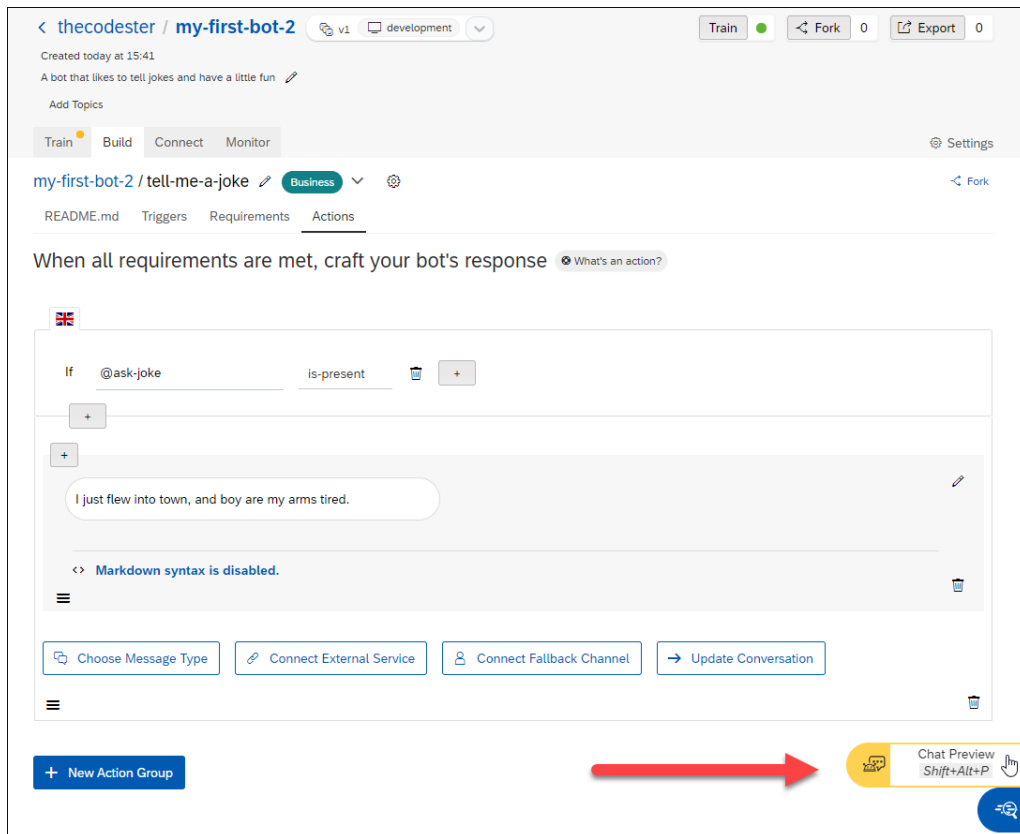 thecodester / my-first-bot-2 v1 development Train Fork 0 Export 0
Created today at 15:41
A bot that likes to tell jokes and have a little fun
Add Topics
Train Build Connect Monitor Settings
my-first-bot-2 / tell-me-a-joke Business Fork
README.md Triggers Requirements Actions
When all requirements are met, craft your bot's response What's an action?
If @ask-joke is-present +
+
+
I just flew into town, and boy are my arms tired.
<> Markdown syntax is disabled.
Choose Message Type Connect External Service Connect Fallback Channel Update Conversation
+ New Action Group
Chat Preview
Shift+Alt+P